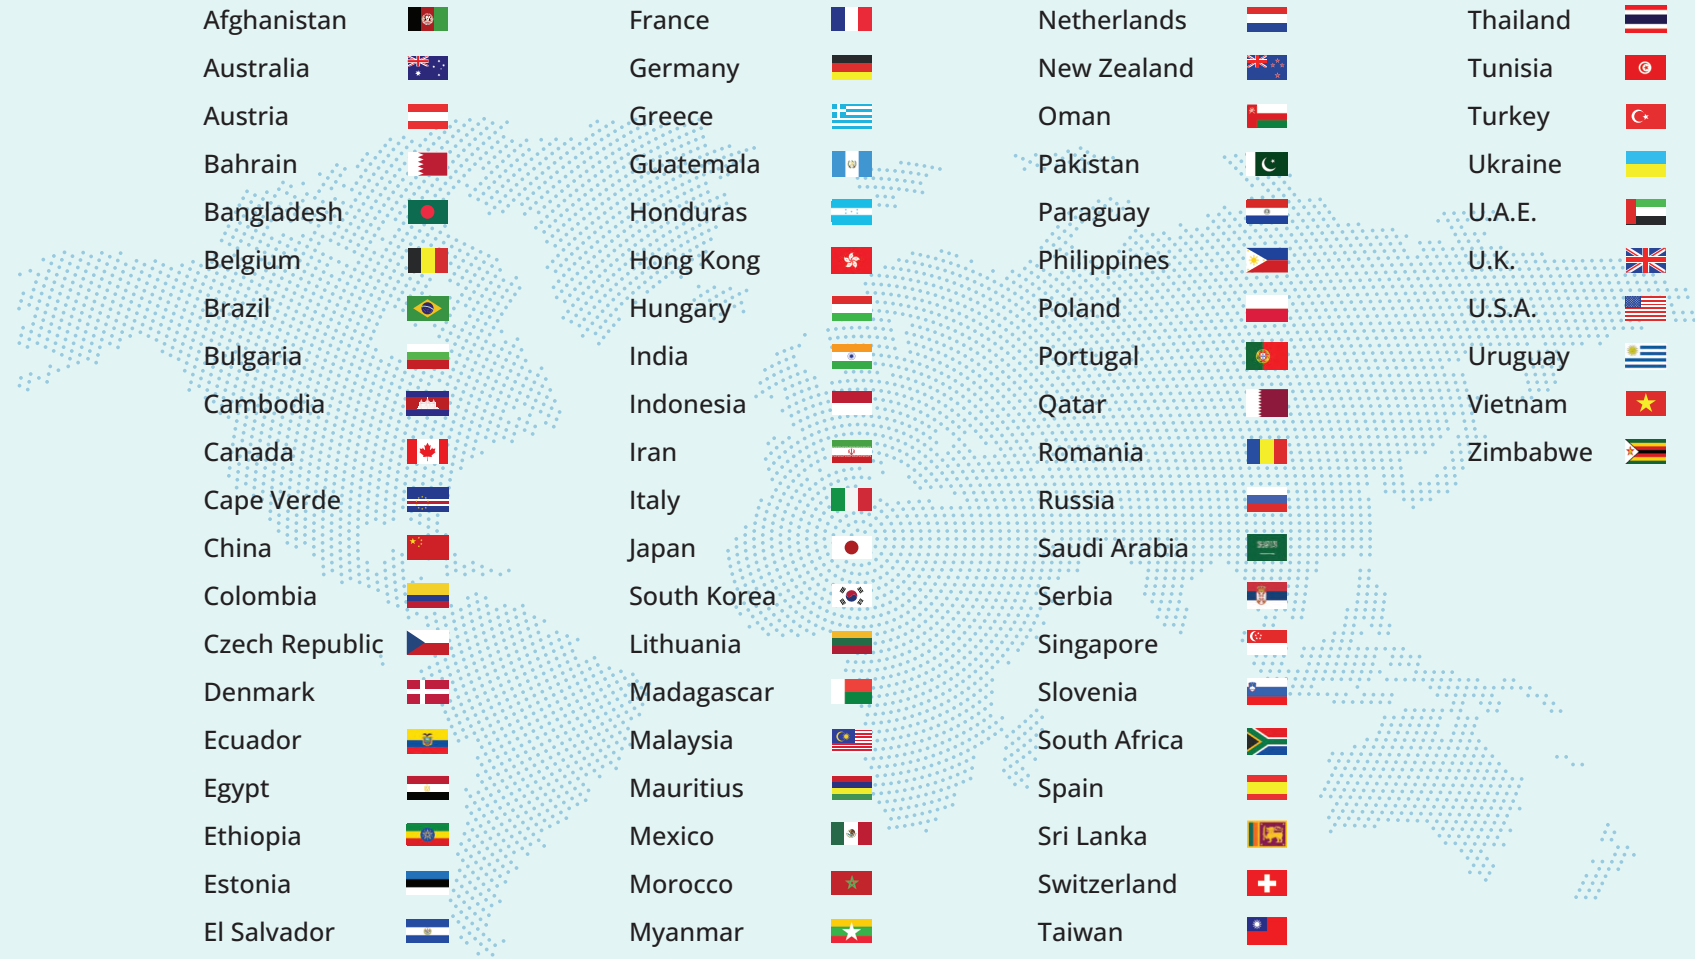 Afghanistan
Australia
Austria
Bahrain
Bangladesh
Belgium
Brazil
Bulgaria
Cambodia
Canada
Cape Verde
China
Colombia
Czech Republic
Denmark
Ecuador
Egypt
Ethiopia
Estonia
El Salvador
France
Germany
Greece
Guatemala
Honduras
Hong Kong
Hungary
India
Indonesia
Iran
Italy
Japan
South Korea
Lithuania
Madagascar
Malaysia
Mauritius
Mexico
Morocco
Myanmar
Netherlands
New Zealand
Oman
Pakistan
Paraguay
Philippines
Poland
Portugal
Qatar
Romania
Russia
Saudi Arabia
Serbia
Singapore
Slovenia
South Africa
Spain
Sri Lanka
Switzerland
Taiwan
Thailand
Tunisia
Turkey
Ukraine
U.A.E.
U.K.
U.S.A.
Uruguay
Vietnam
Zimbabwe